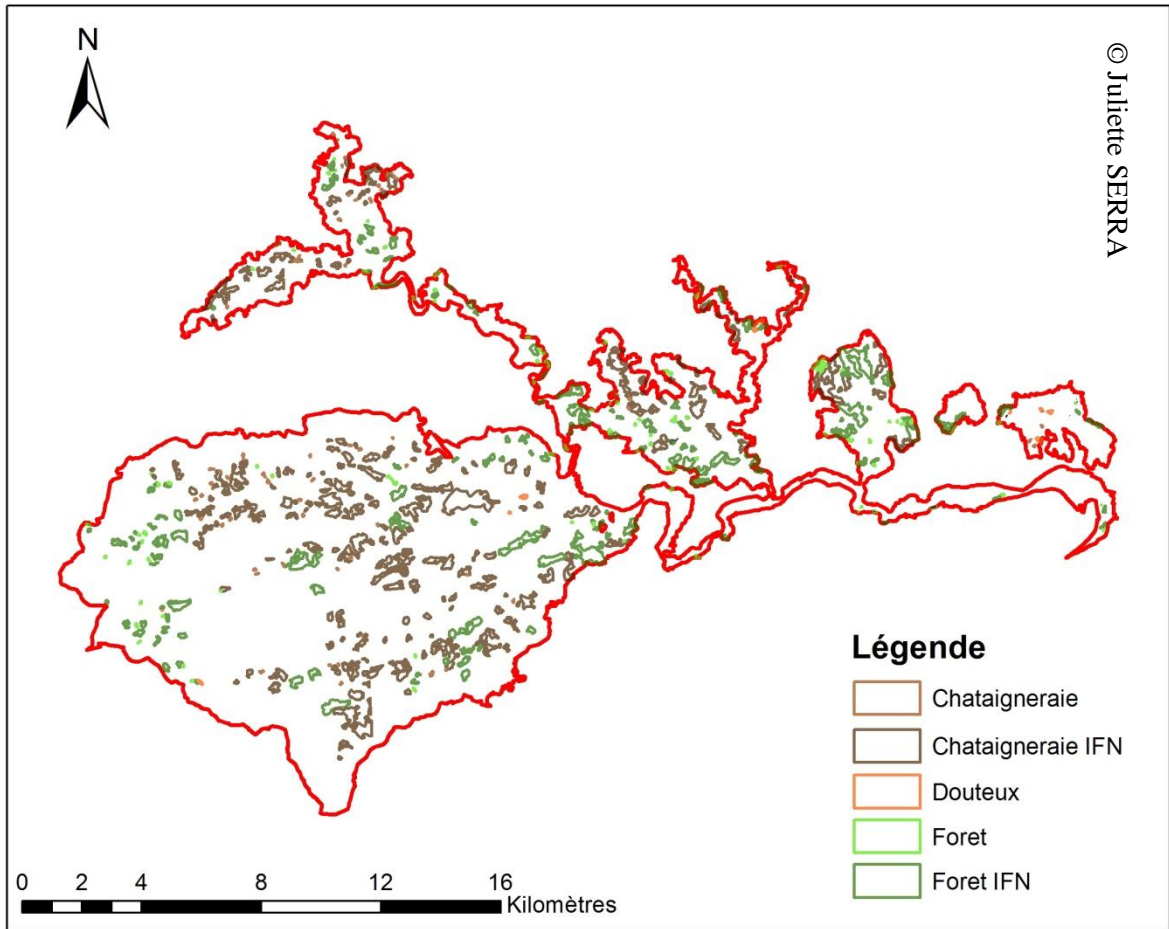 N
© Juliette SERRA
Légende
Chataigneraie
Chataigneraie IFN
Douteux
Foret
Foret IFN
0 2 4 8 12 16
Kilomètres